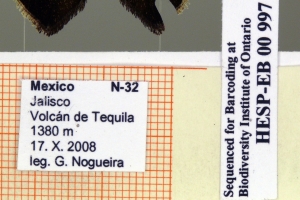 Mexico N-32
Jalisco
Volcán de Tequila
1380 m
17. X. 2008
leg. G. Nogueira
Sequenced for Barcoding at
Biodiversity Institute of Ontario
HESP-EB 00 997